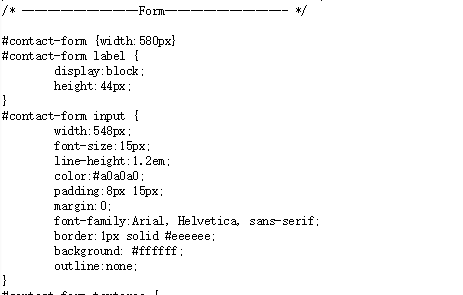 /* ————————————Form———————————— */
#contact-form {width:580px}
#contact-form label {
display:block;
height: 44px;
}
#contact-form input {
width:548px;
font-size:15px;
line-height:1.2em;
color:#a0a0a0;
padding:8px 15px;
margin:0;
font-family:Arial, Helvetica, sans-serif;
border:1px solid #eeeeee;
background: #ffffff;
outline:none;
}